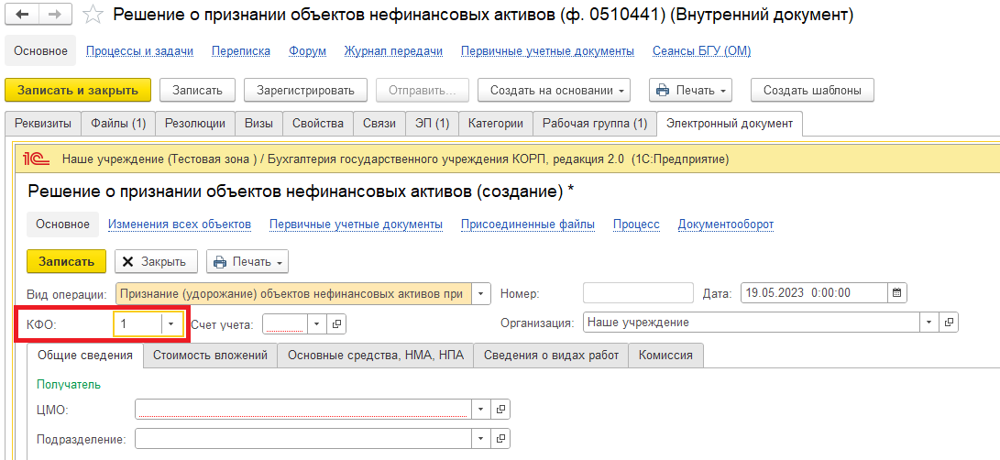 Решение о признании объектов нефинансовых активов (ф. 0510441) (Внутренний документ)
Основное Процессы и задачи Переписка Форум Журнал передачи Первичные учетные документы Сеансы БГУ (ОМ)
Записать и закрыть Записать Зарегистрировать Отправить... Создать на основании Печать Создать шаблоны
Реквизиты Файлы (1) Резолюции Визы Свойства Связи ЭП (1) Категории Рабочая группа (1) Электронный документ
1С Наше учреждение (Тестовая зона ) / Бухгалтерия государственного учреждения КОРП, редакция 2.0 (1С:Предприятие)
Решение о признании объектов нефинансовых активов (создание) *
Основное Изменения всех объектов Первичные учетные документы Присоединенные файлы Процесс Документооборот
Записать Закрыть Печать
Вид операции: Признание (удорожание) объектов нефинансовых активов при Номер: Дата: 19.05.2023 0:00:00
КФО: 1 Счет учета: Организация: Наше учреждение
Общие сведения Стоимость вложений Основные средства, НМА, НПА Сведения о видах работ Комиссия
Получатель
ЦМО:
Подразделение: